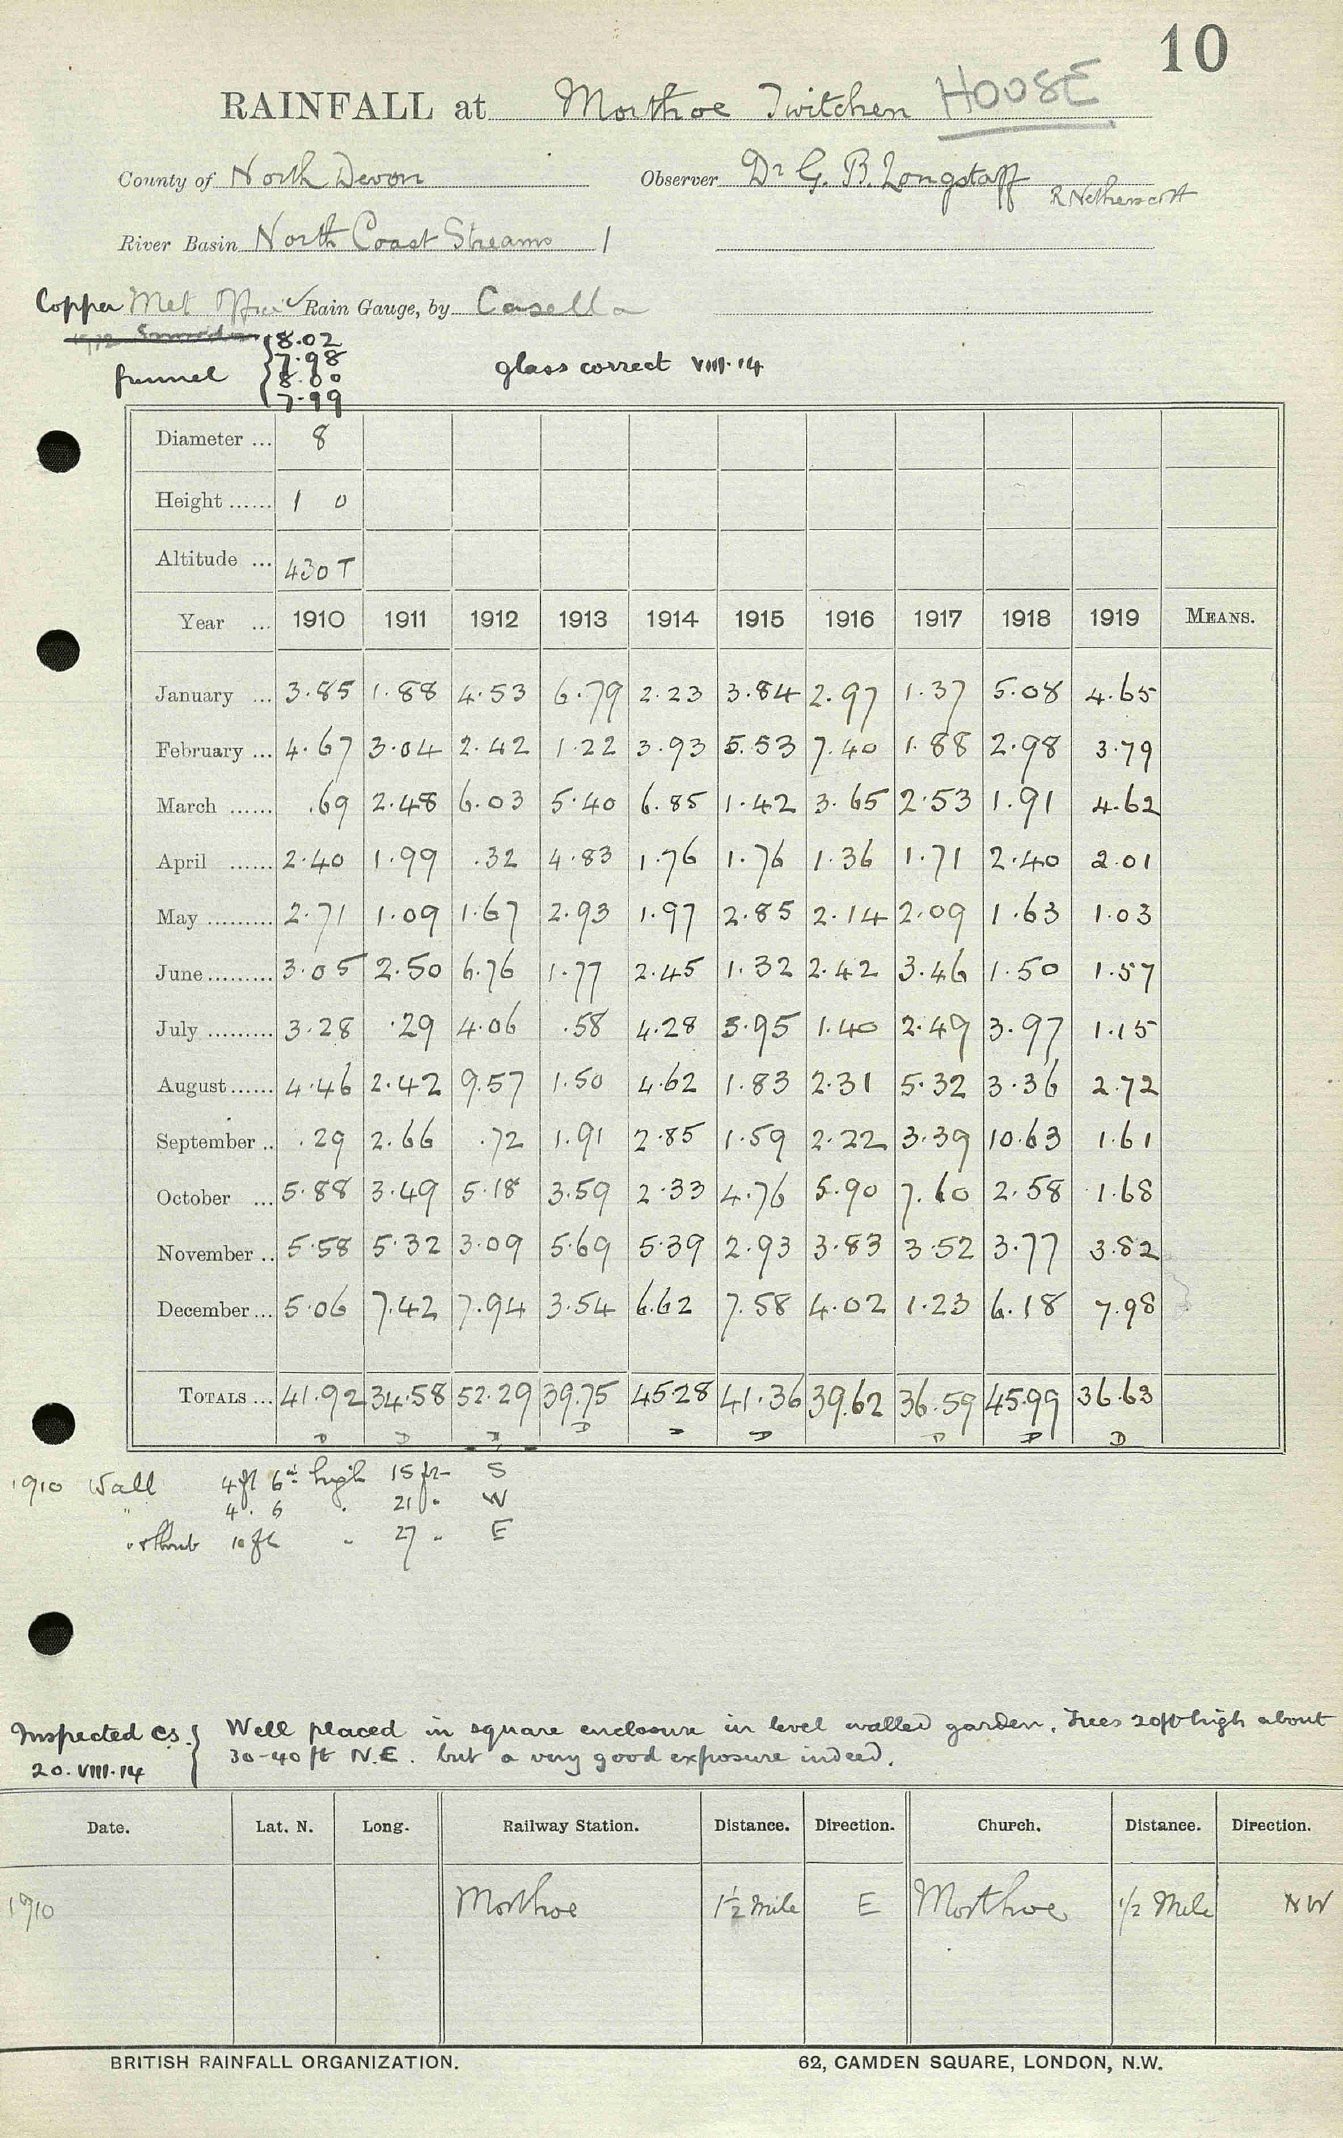 10
RAINFALL at Morthoe Twitchen HOUSE
County of North Devon Observer Dr G. B. Longstaff
R Nethercott
River Basin North Coast Streams 1
Copper Met Office Rain Gauge, by Casella
funnel { 8.02
7.98
8.00
7.99
glass correct VIII.14
Diameter ... 8
Height ...... 1 0
Altitude ... 430 T
Year ... 1910 1911 1912 1913 1914 1915 1916 1917 1918 1919 MEANS.
January ... 3.85 1.88 4.53 6.79 2.23 3.84 2.97 1.37 5.08 4.65
February ... 4.67 3.04 2.42 1.22 3.93 5.53 7.40 1.88 2.98 3.79
March ...... .69 2.48 6.03 5.40 6.85 1.42 3.65 2.53 1.91 4.62
April ...... 2.40 1.99 .32 4.83 1.76 1.76 1.36 1.71 2.40 2.01
May ......... 2.71 1.09 1.67 2.93 1.97 2.85 2.14 2.09 1.63 1.03
June ......... 3.05 2.50 6.76 1.77 2.45 1.32 2.42 3.46 1.50 1.57
July ......... 3.28 .29 4.06 .58 4.28 5.95 1.40 2.49 3.97 1.15
August ...... 4.46 2.42 9.57 1.50 4.62 1.83 2.31 5.32 3.36 2.72
September .. .29 2.66 .72 1.91 2.85 1.59 2.22 3.39 10.63 1.61
October ... 5.88 3.49 5.18 3.59 2.33 4.76 5.90 7.60 2.58 1.68
November .. 5.58 5.32 3.09 5.69 5.39 2.93 3.83 3.52 3.77 3.82
December ... 5.06 7.42 7.94 3.54 6.62 7.58 4.02 1.23 6.18 7.98
TOTALS ... 41.92 34.58 52.29 39.75 45.28 41.36 39.62 36.59 45.99 36.63
D D D D D D D D D
1910 Wall 4ft 6in high 15 ft S
" 4. 6 " 21 " W
" & shrub 10 ft " 27 " E
Inspected C.S. } Well placed in square enclosure in level walled garden. Trees 20ft high about
20.VIII.14 30-40 ft N.E. but a very good exposure indeed.
Date. Lat. N. Long. Railway Station. Distance. Direction. Church. Distance. Direction.
1910 Morthoe 1½ Mile E Morthoe ½ Mile NW
BRITISH RAINFALL ORGANIZATION. 62, CAMDEN SQUARE, LONDON, N.W.